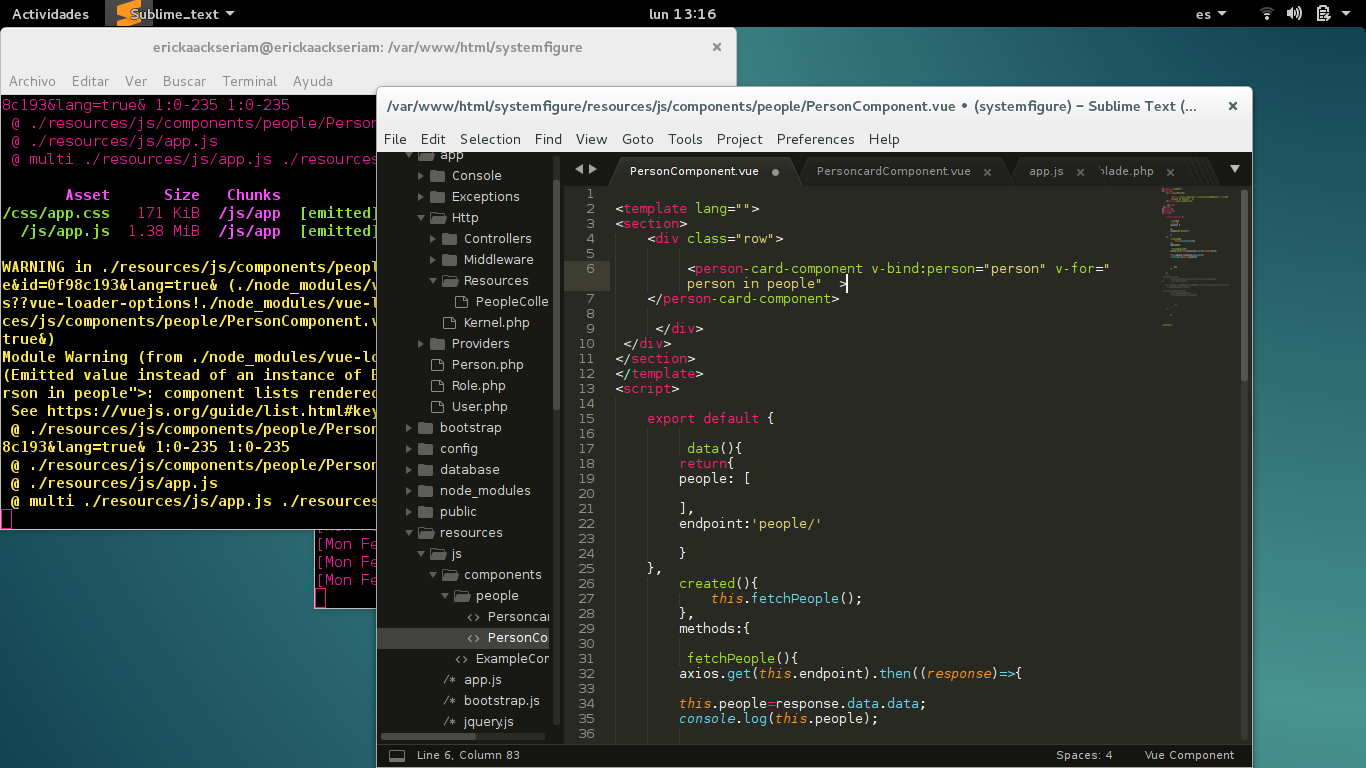 Actividades
Sublime_text
lun 13:16
es
erickaackseriam@erickaackseriam: /var/www/html/systemfigure
Archivo Editar Ver Buscar Terminal Ayuda
8c193&lang=true& 1:0-235 1:0-235
@ ./resources/js/components/people/Person
@ ./resources/js/app.js
@ multi ./resources/js/app.js ./resources
Asset Size Chunks
/css/app.css 171 KiB /js/app [emitted]
/js/app.js 1.38 MiB /js/app [emitted]
WARNING in ./resources/js/components/peopl
e&id=0f98c193&lang=true& (./node_modules/v
s??vue-loader-options!./node_modules/vue-l
ces/js/components/people/PersonComponent.v
true&)
Module Warning (from ./node_modules/vue-lo
(Emitted value instead of an instance of E
rson in people">: component lists rendered
See https://vuejs.org/guide/list.html#key
@ ./resources/js/components/people/Person
8c193&lang=true& 1:0-235 1:0-235
@ ./resources/js/components/people/Person
@ ./resources/js/app.js
@ multi ./resources/js/app.js ./resources
[Mon Fe
[Mon Fe
[Mon Fe
/var/www/html/systemfigure/resources/js/components/people/PersonComponent.vue • (systemfigure) – Sublime Text (...
File Edit Selection Find View Goto Tools Project Preferences Help
app
Console
Exceptions
Http
Controllers
Middleware
Resources
PeopleColle
Kernel.php
Providers
Person.php
Role.php
User.php
bootstrap
config
database
node_modules
public
resources
js
components
people
Personcar
PersonCo
ExampleCom
app.js
bootstrap.js
jquery.js
PersonComponent.vue
PersoncardComponent.vue
app.js
blade.php
1
2 <template lang="">
3 <section>
4 <div class="row">
5
6 <person-card-component v-bind:person="person" v-for="
person in people" >
7 </person-card-component>
8
9 </div>
10 </div>
11 </section>
12 </template>
13 <script>
14
15 export default {
16
17 data(){
18 return{
19 people: [
20
21 ],
22 endpoint:'people/'
23
24 }
25 },
26 created(){
27 this.fetchPeople();
28 },
29 methods:{
30
31 fetchPeople(){
32 axios.get(this.endpoint).then((response)=>{
33
34 this.people=response.data.data;
35 console.log(this.people);
36
Line 6, Column 83
Spaces: 4
Vue Component